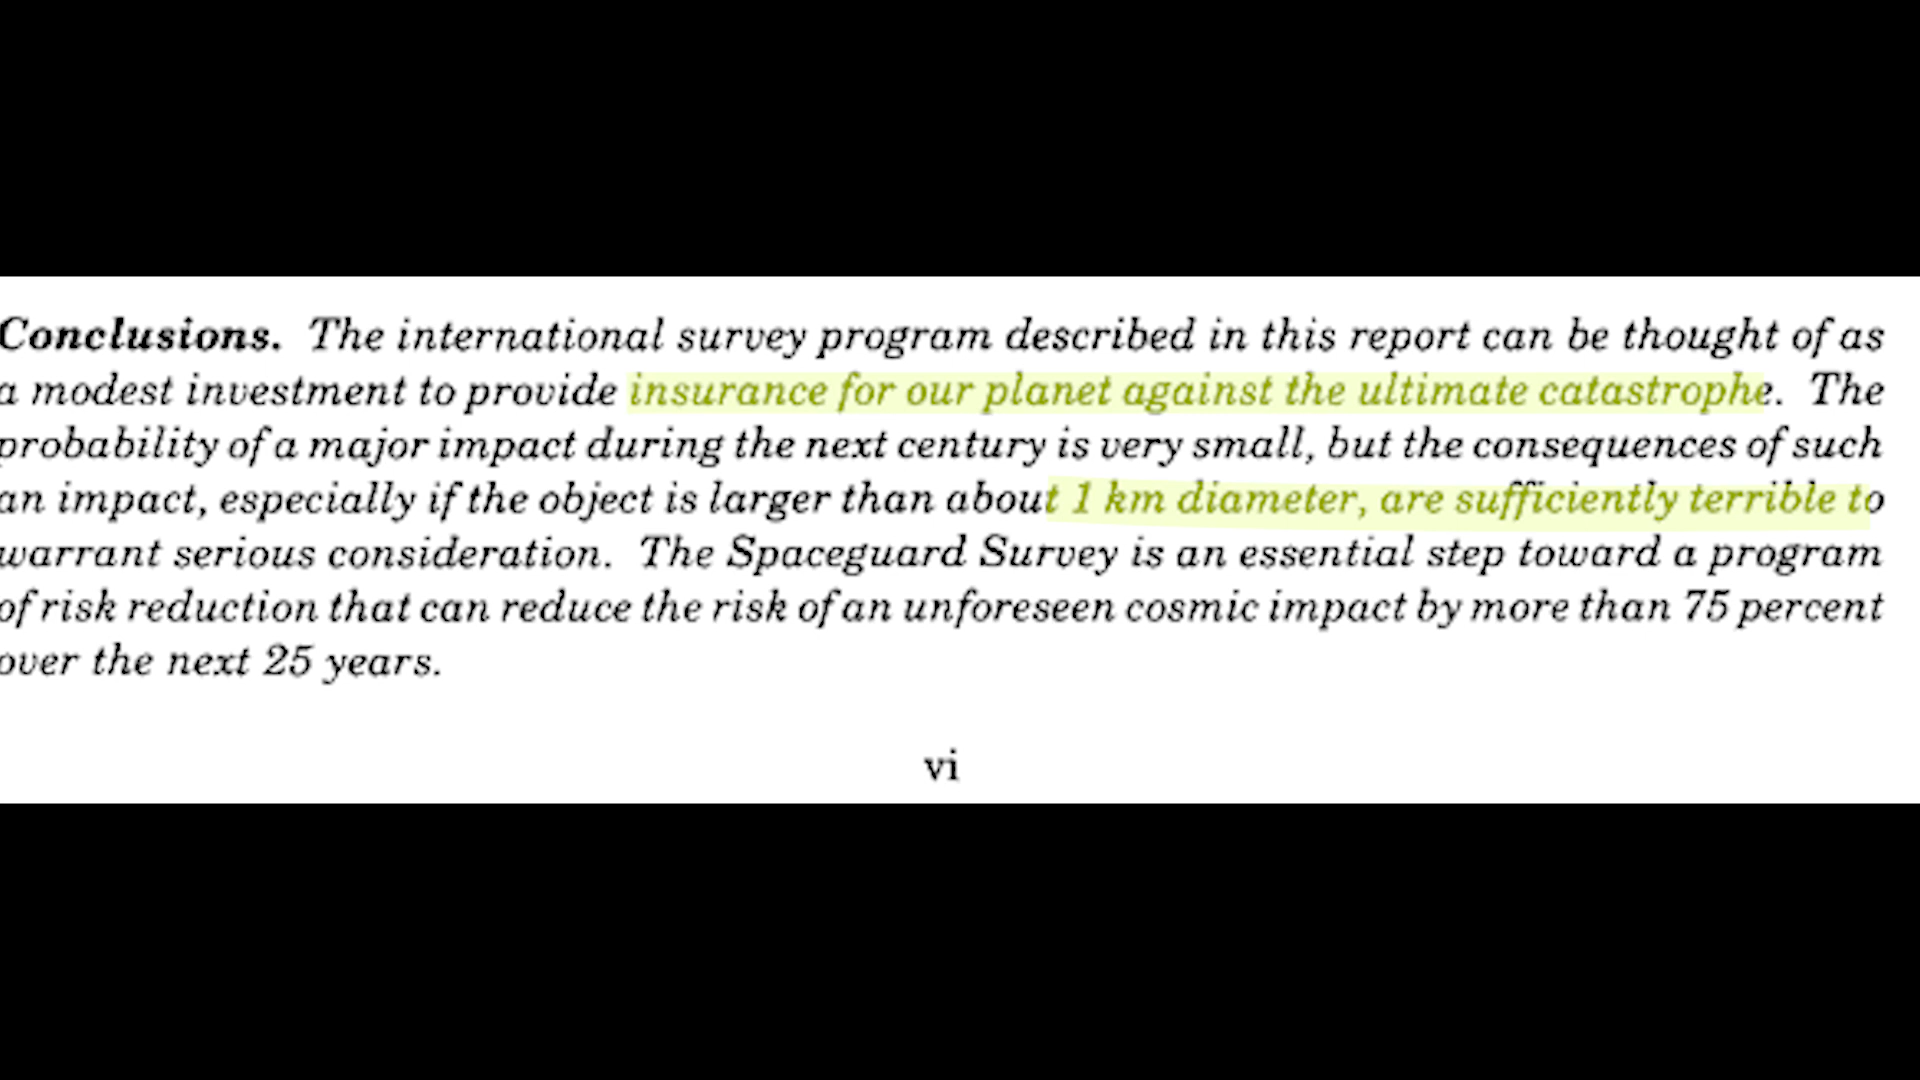 Conclusions. The international survey program described in this report can be thought of as
a modest investment to provide insurance for our planet against the ultimate catastrophe. The
probability of a major impact during the next century is very small, but the consequences of such
an impact, especially if the object is larger than about 1 km diameter, are sufficiently terrible to
warrant serious consideration. The Spaceguard Survey is an essential step toward a program
of risk reduction that can reduce the risk of an unforeseen cosmic impact by more than 75 percent
over the next 25 years.
vi